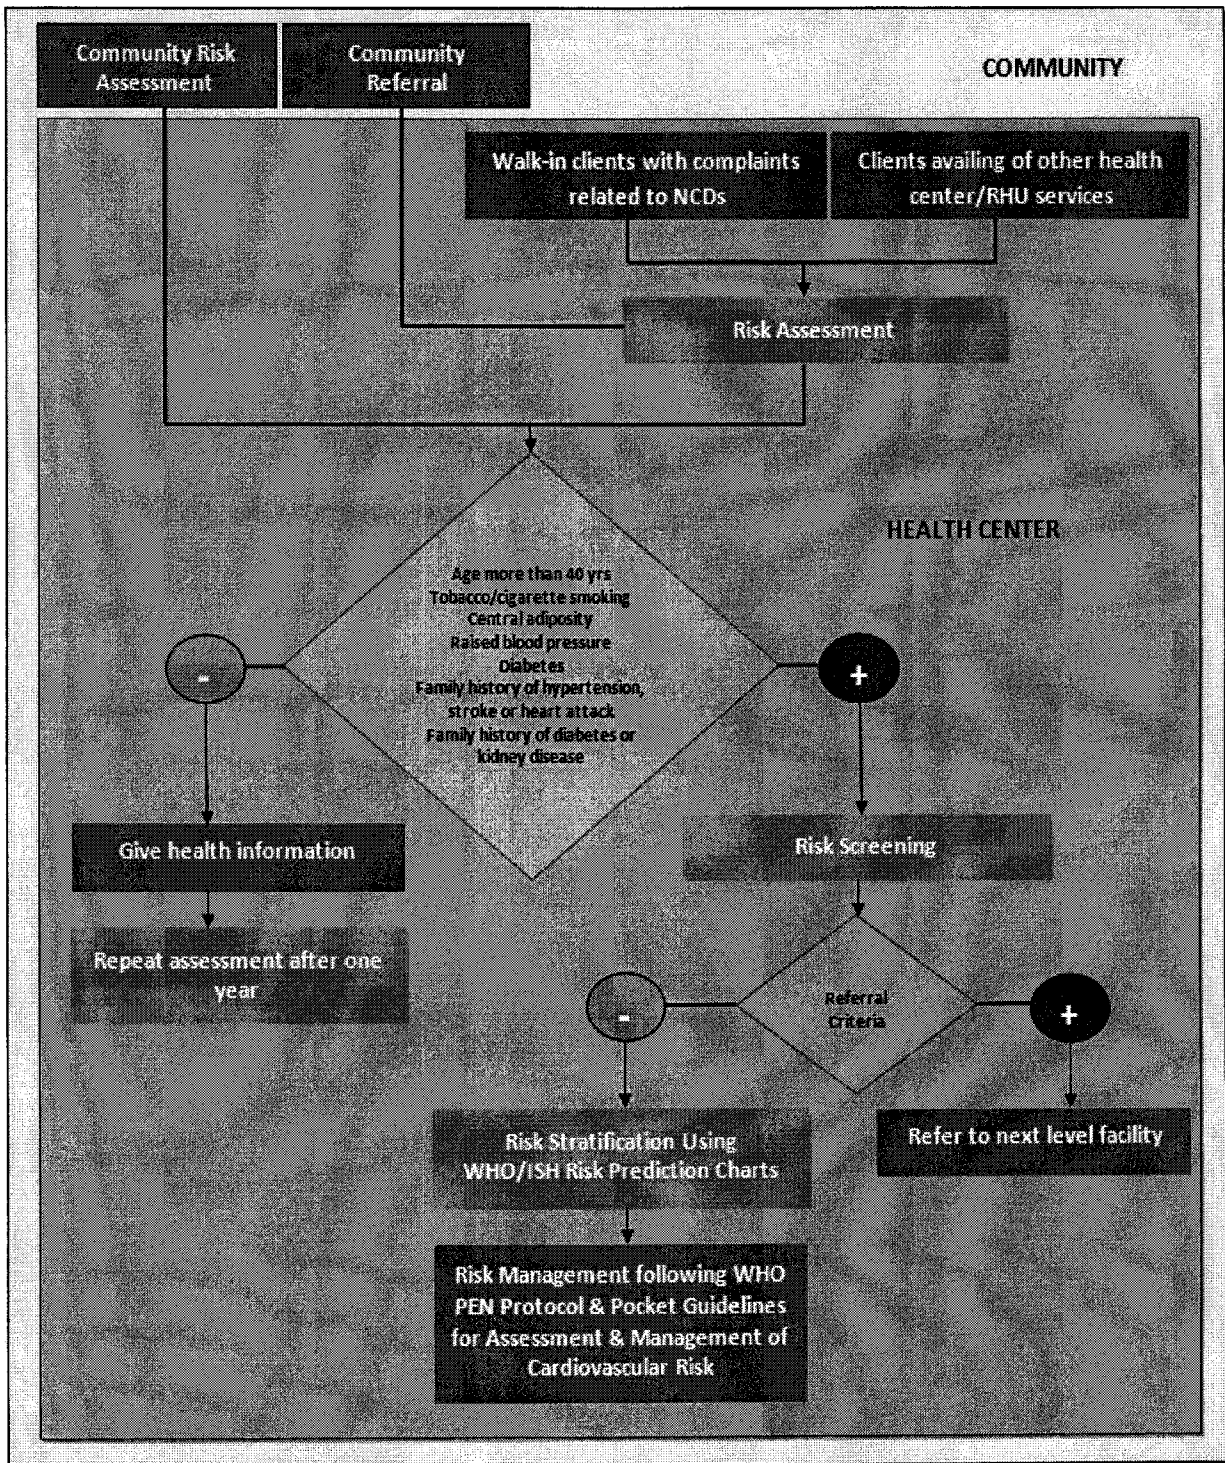 Community Risk
Assessment
Community
Referral
COMMUNITY
Walk-in clients with complaints
related to NCDs
Clients availing of other health
center/RHU services
Risk Assessment
HEALTH CENTER
Age more than 40 yrs
Tobacco/cigarette smoking
Central adiposity
Raised blood pressure
Diabetes
Family history of hypertension,
stroke or heart attack
Family history of diabetes or
kidney disease
-
+
Give health information
Risk Screening
Repeat assessment after one
year
-
Referral
Criteria
+
Risk Stratification Using
WHO/ISH Risk Prediction Charts
Refer to next level facility
Risk Management following WHO
PEN Protocol & Pocket Guidelines
for Assessment & Management of
Cardiovascular Risk